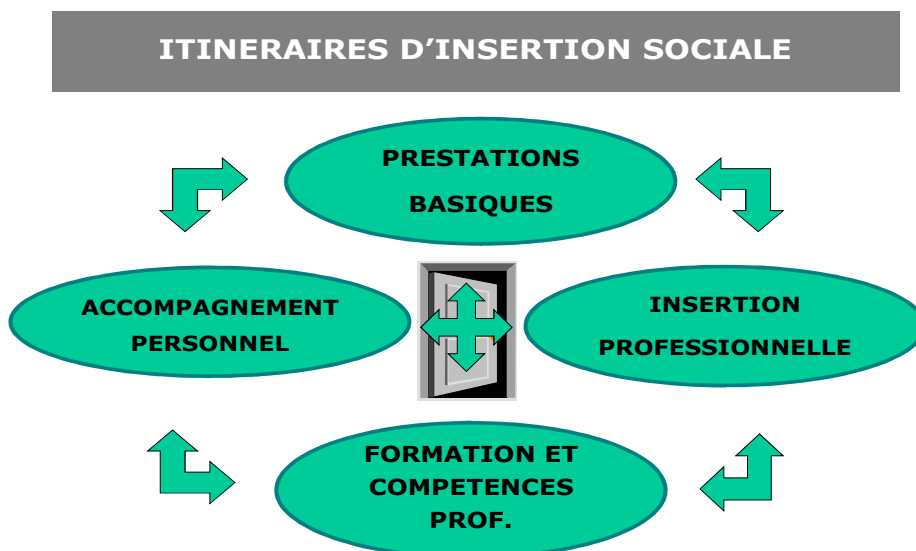 ITINERAIRES D’INSERTION SOCIALE
PRESTATIONS
BASIQUES
ACCOMPAGNEMENT
PERSONNEL
INSERTION
PROFESSIONNELLE
FORMATION ET
COMPETENCES
PROF.